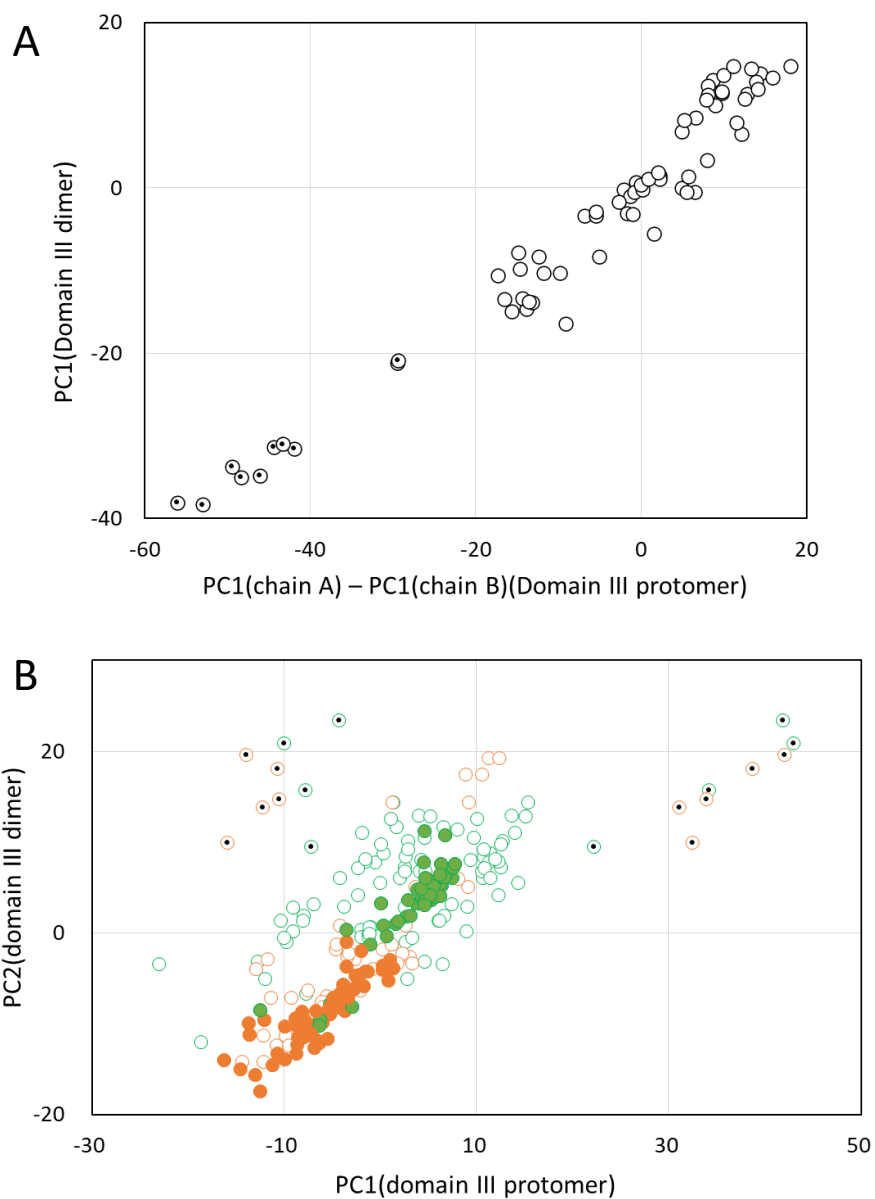 A
20
0
-20
-40
PC1(Domain III dimer)
-60
-40
-20
0
20
PC1(chain A) – PC1(chain B)(Domain III protomer)
B
20
0
-20
PC2(domain III dimer)
-30
-10
10
30
50
PC1(domain III protomer)